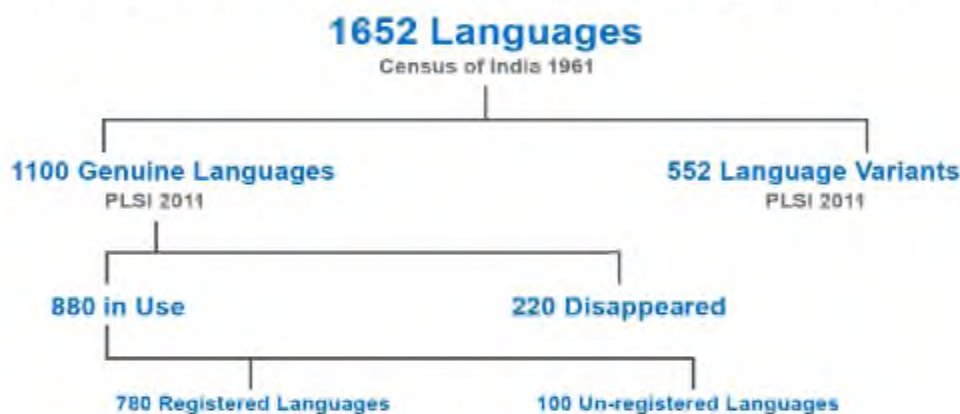 1652 Languages
Census of India 1961
1100 Genuine Languages
PLSI 2011
552 Language Variants
PLSI 2011
880 in Use
220 Disappeared
780 Registered Languages
100 Un-registered Languages